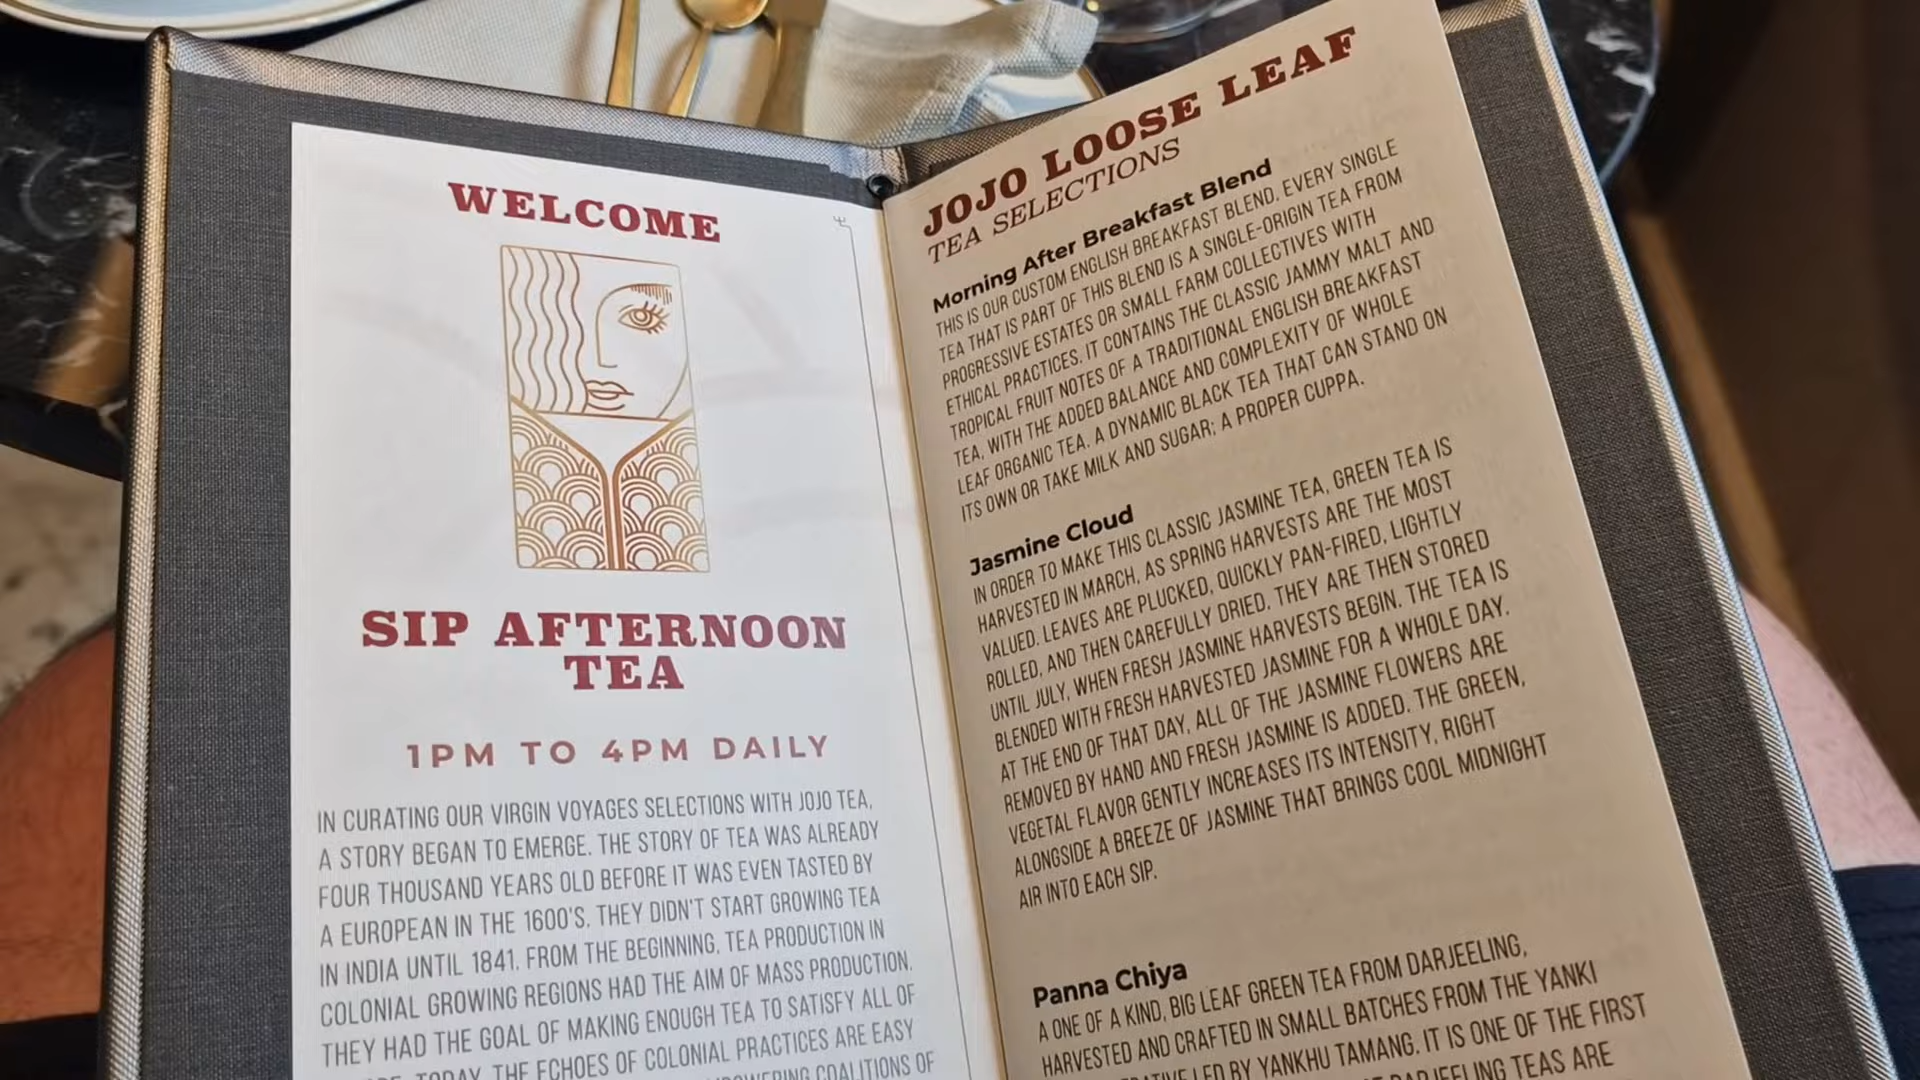 WELCOME
SIP AFTERNOON
TEA
1PM TO 4PM DAILY
IN CURATING OUR VIRGIN VOYAGES SELECTIONS WITH JOJO TEA,
A STORY BEGAN TO EMERGE. THE STORY OF TEA WAS ALREADY
FOUR THOUSAND YEARS OLD BEFORE IT WAS EVEN TASTED BY
A EUROPEAN IN THE 1600'S. THEY DIDN'T START GROWING TEA
IN INDIA UNTIL 1841. FROM THE BEGINNING, TEA PRODUCTION IN
COLONIAL GROWING REGIONS HAD THE AIM OF MASS PRODUCTION.
THEY HAD THE GOAL OF MAKING ENOUGH TEA TO SATISFY ALL OF
TODAY, THE ECHOES OF COLONIAL PRACTICES ARE EASY
COALITIONS OF
JOJO LOOSE LEAF
TEA SELECTIONS
Morning After Breakfast Blend
THIS IS OUR CUSTOM ENGLISH BREAKFAST BLEND. EVERY SINGLE
TEA THAT IS PART OF THIS BLEND IS A SINGLE-ORIGIN TEA FROM
PROGRESSIVE ESTATES OR SMALL FARM COLLECTIVES WITH
ETHICAL PRACTICES. IT CONTAINS THE CLASSIC JAMMY MALT AND
TROPICAL FRUIT NOTES OF A TRADITIONAL ENGLISH BREAKFAST
TEA, WITH THE ADDED BALANCE AND COMPLEXITY OF WHOLE
LEAF ORGANIC TEA. A DYNAMIC BLACK TEA THAT CAN STAND ON
ITS OWN OR TAKE MILK AND SUGAR; A PROPER CUPPA.
Jasmine Cloud
IN ORDER TO MAKE THIS CLASSIC JASMINE TEA, GREEN TEA IS
HARVESTED IN MARCH, AS SPRING HARVESTS ARE THE MOST
VALUED. LEAVES ARE PLUCKED, QUICKLY PAN-FIRED, LIGHTLY
ROLLED, AND THEN CAREFULLY DRIED. THEY ARE THEN STORED
UNTIL JULY, WHEN FRESH JASMINE HARVESTS BEGIN. THE TEA IS
BLENDED WITH FRESH HARVESTED JASMINE FOR A WHOLE DAY.
AT THE END OF THAT DAY, ALL OF THE JASMINE FLOWERS ARE
REMOVED BY HAND AND FRESH JASMINE IS ADDED. THE GREEN,
VEGETAL FLAVOR GENTLY INCREASES ITS INTENSITY, RIGHT
ALONGSIDE A BREEZE OF JASMINE THAT BRINGS COOL MIDNIGHT
AIR INTO EACH SIP.
Panna Chiya
A ONE OF A KIND, BIG LEAF GREEN TEA FROM DARJEELING,
HARVESTED AND CRAFTED IN SMALL BATCHES FROM THE YANKI
LED BY YANKHU TAMANG. IT IS ONE OF THE FIRST
DARJEELING TEAS ARE